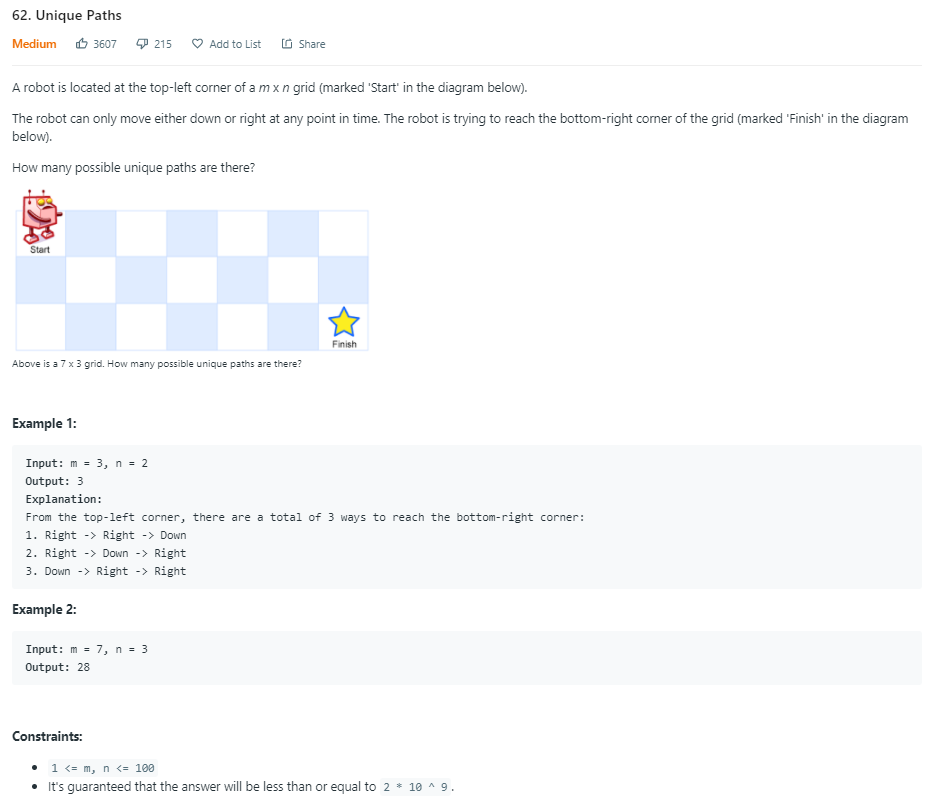 62. Unique Paths
Medium 3607 215 Add to List Share
A robot is located at the top-left corner of a m x n grid (marked 'Start' in the diagram below).
The robot can only move either down or right at any point in time. The robot is trying to reach the bottom-right corner of the grid (marked 'Finish' in the diagram
below).
How many possible unique paths are there?
Start
Finish
Above is a 7 x 3 grid. How many possible unique paths are there?
Example 1:
Input: m = 3, n = 2
Output: 3
Explanation:
From the top-left corner, there are a total of 3 ways to reach the bottom-right corner:
1. Right -> Right -> Down
2. Right -> Down -> Right
3. Down -> Right -> Right
Example 2:
Input: m = 7, n = 3
Output: 28
Constraints:
• 1 <= m, n <= 100
• It's guaranteed that the answer will be less than or equal to 2 * 10 ^ 9.